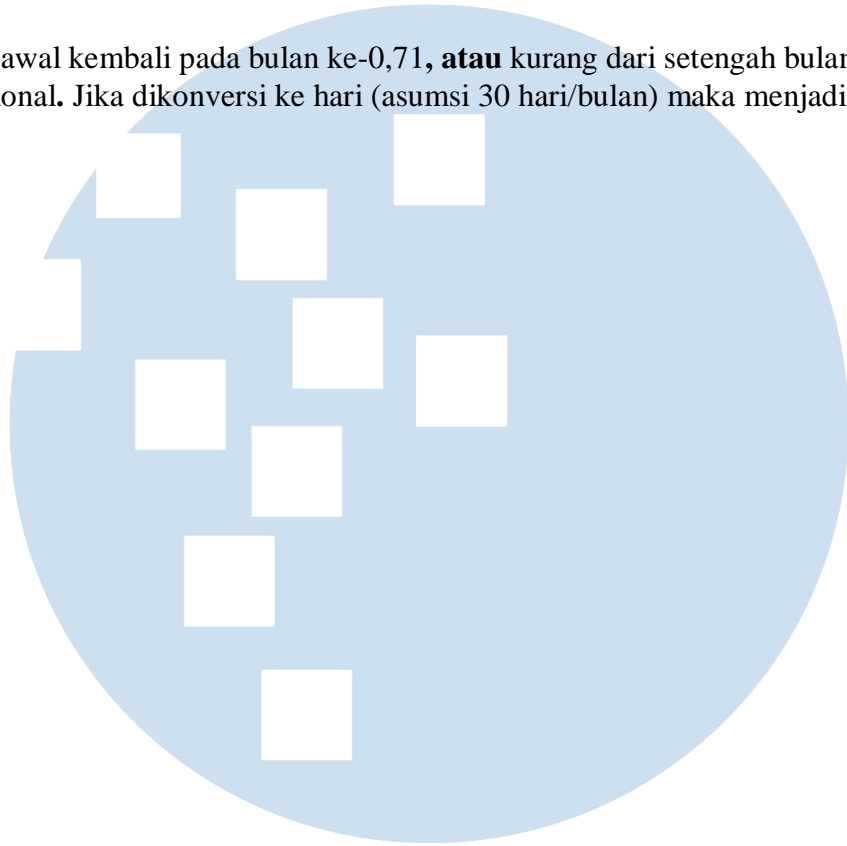 awal kembali pada bulan ke-0,71, atau kurang dari setengah bulan
onal. Jika dikonversi ke hari (asumsi 30 hari/bulan) maka menjadi